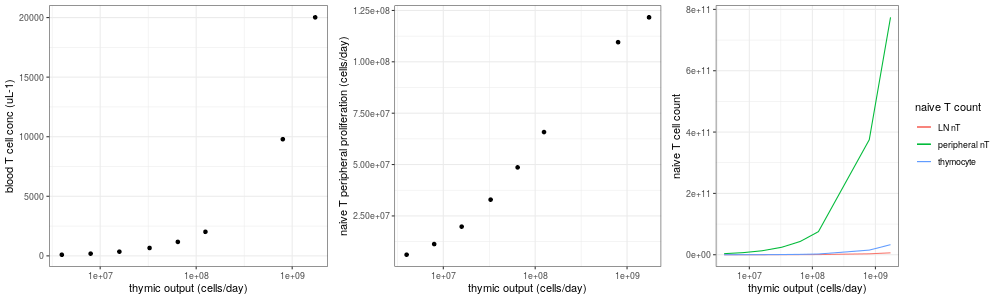 blood T cell conc (uL-1)
20000
15000
10000
5000
0
1e+07
1e+08
1e+09
thymic output (cells/day)
naive T peripheral proliferation (cells/day)
1.25e+08
1.00e+08
7.50e+07
5.00e+07
2.50e+07
1e+07
1e+08
1e+09
thymic output (cells/day)
naive T cell count
8e+11
6e+11
4e+11
2e+11
0e+00
1e+07
1e+08
1e+09
thymic output (cells/day)
naive T count
LN nT
peripheral nT
thymocyte